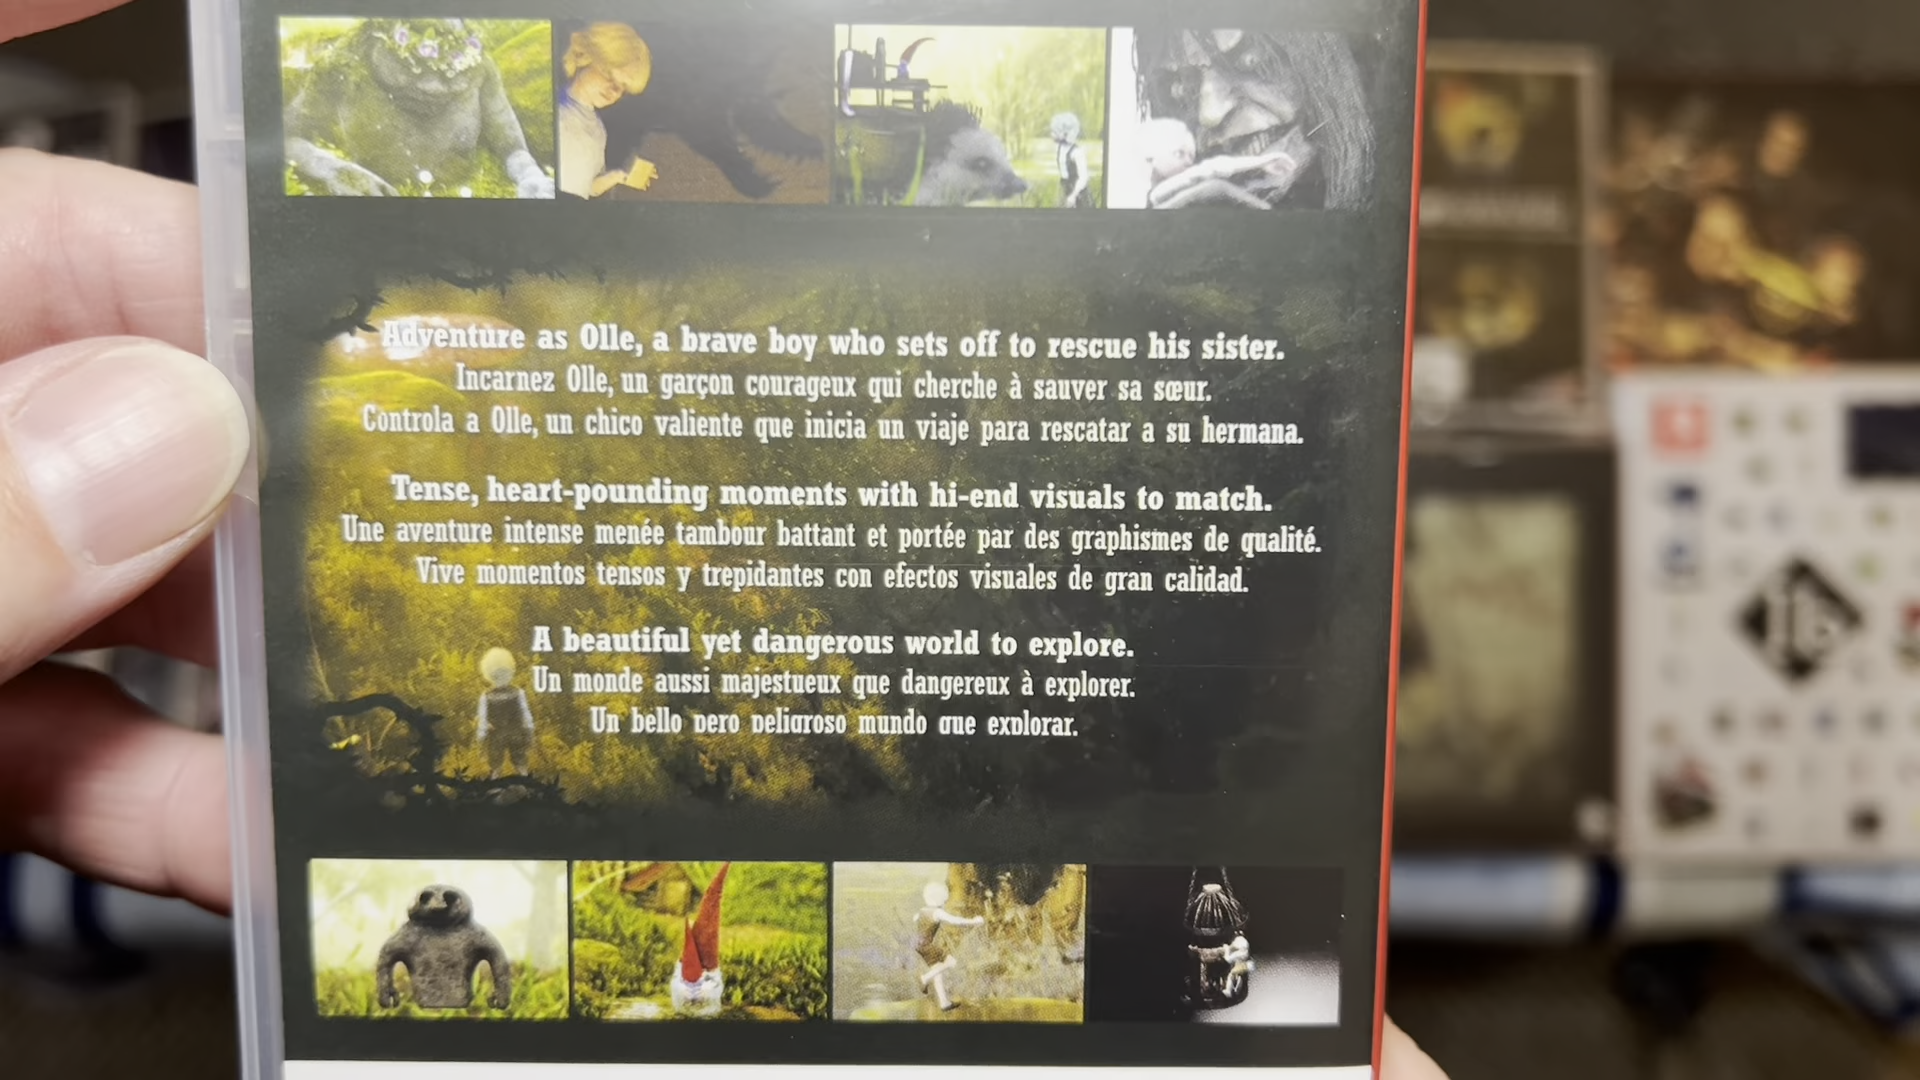 Adventure as Olle, a brave boy who sets off to rescue his sister.
Incarnez Olle, un garçon courageux qui cherche à sauver sa sœur.
Controla a Olle, un chico valiente que inicia un viaje para rescatar a su hermana.
Tense, heart-pounding moments with hi-end visuals to match.
Une aventure intense menée tambour battant et portée par des graphismes de qualité.
Vive momentos tensos y trepidantes con efectos visuales de gran calidad.
A beautiful yet dangerous world to explore.
Un monde aussi majestueux que dangereux à explorer.
Un bello pero peligroso mundo que explorar.